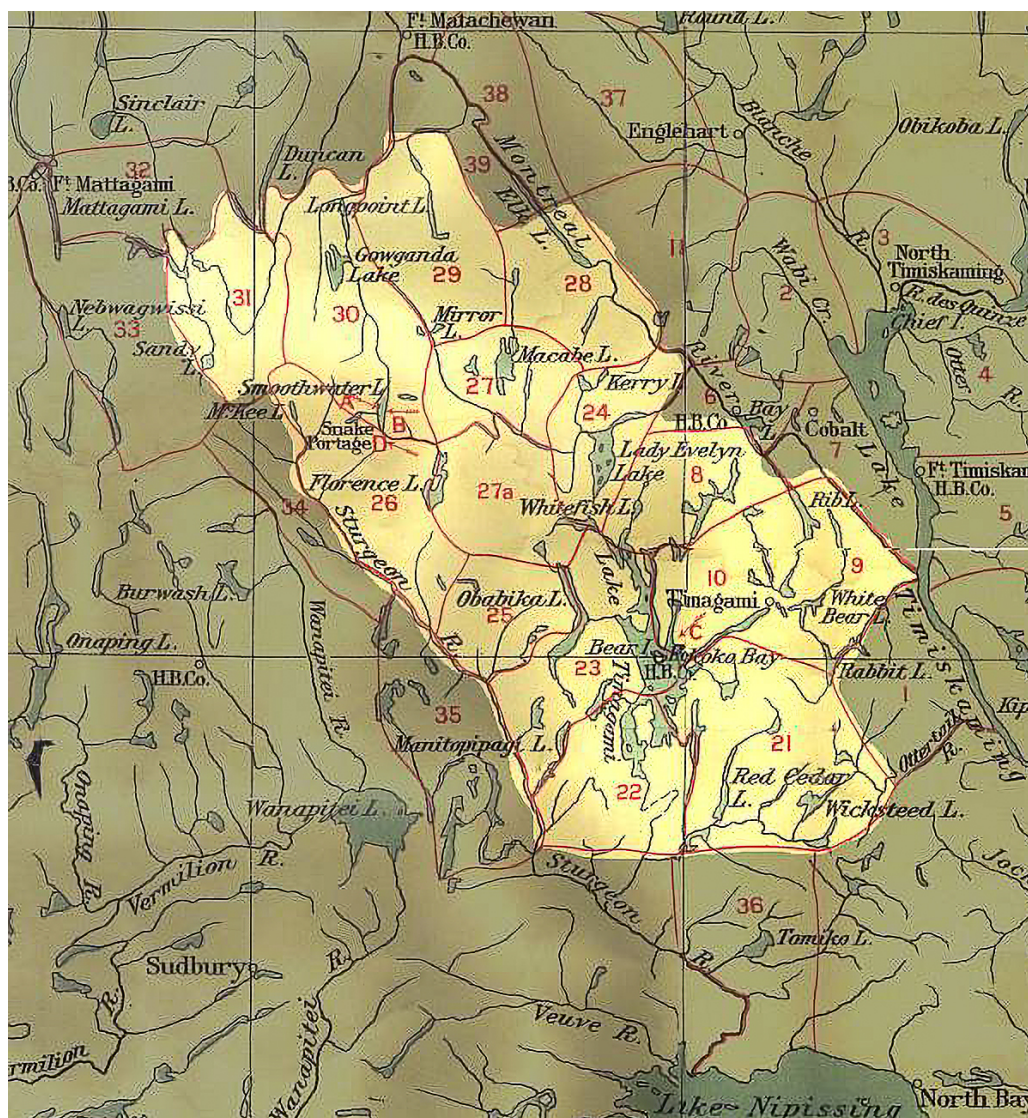 Round L.
Ft. Matachewan
H.B.Co.
38
37
Sinclair
L.
Englehart
Blanche
R.
Obikoba L.
Duncan
L.
39
Montreal
River
32
B.Co.
Ft. Mattagami
Mattagami L.
Longpoint L.
Elk
L.
11
3
North
Timiskaming
Gowganda
Lake
29
28
Wabi Cr.
2
R. des Quinze
Chief I.
31
30
Nebwagwissi
L.
33
Mirror
L.
Otter
R.
4
Sandy
L.
Macabe L.
27
Kerry L.
6
Smoothwater L.
McKee L.
A
B
24
H.B.Co.
Bay
L.
Cobalt
7
Snake
Portage
D
Lady Evelyn
Lake
8
Ft. Timiskam
H.B.Co.
Florence L.
26
27a
34
Whitefish L.
Rib L.
5
Sturgeon
R.
Lake
Timagami
10
9
Burwash L.
Wanapitei
R.
Obabika L.
25
Timagami
White
Bear L.
Lake
Timiskaming
Onaping L.
C
Bear I.
H.B.Co.
Kokoko Bay
23
H.B.Co.
Rabbit L.
1
Kip
35
Manitopipagi L.
21
Ottertail
R.
22
Red Cedar
L.
Wicksteed L.
Onaping
R.
Wanapitei L.
Vermilion R.
Sturgeon
R.
Joc
36
Tomiko L.
Sudbury
R.
R.
Wanapitei
Veuve R.
rmilion
Lake Nipissing
North Ba